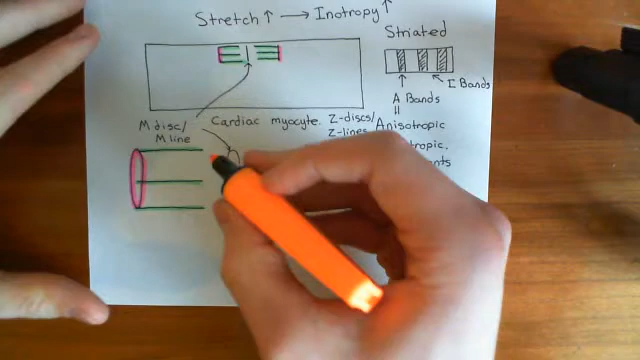 Stretch ↑ → Inotropy ↑
Striated
I Bands
A Bands
=
Anisotropic
M disc/
M line
Cardiac myocyte.
Z-discs/
Z-lines